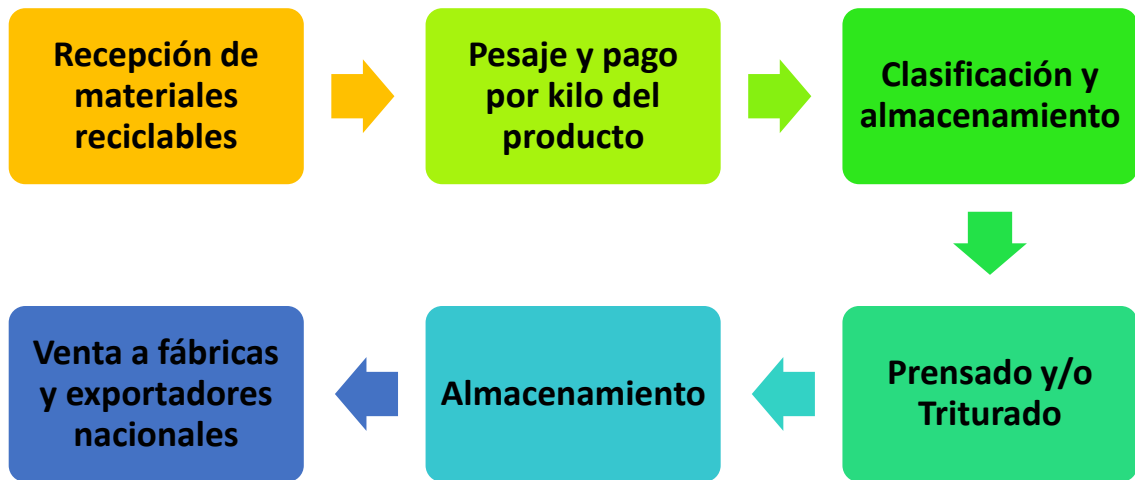 Recepción de
materiales
reciclables
Pesaje y pago
por kilo del
producto
Clasificación y
almacenamiento
Prensado y/o
Triturado
Almacenamiento
Venta a fábricas
y exportadores
nacionales